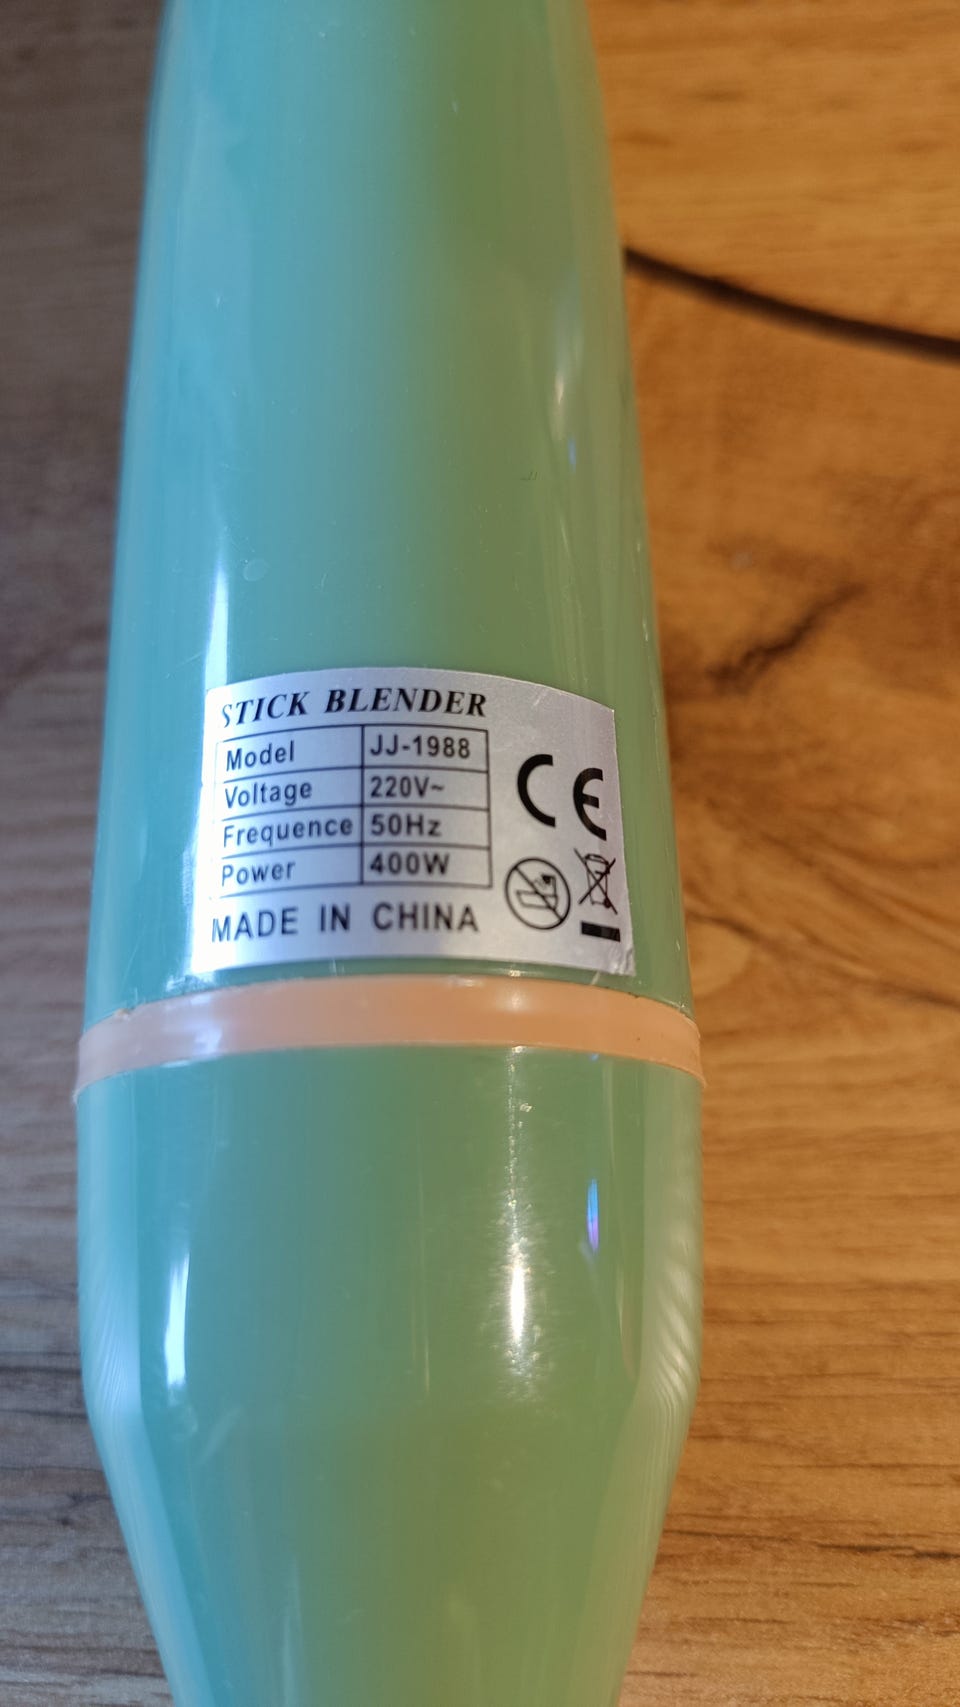 STICK BLENDER
Model JJ-1988
Voltage 220V~
Frequence 50Hz
Power 400W
CE
MADE IN CHINA